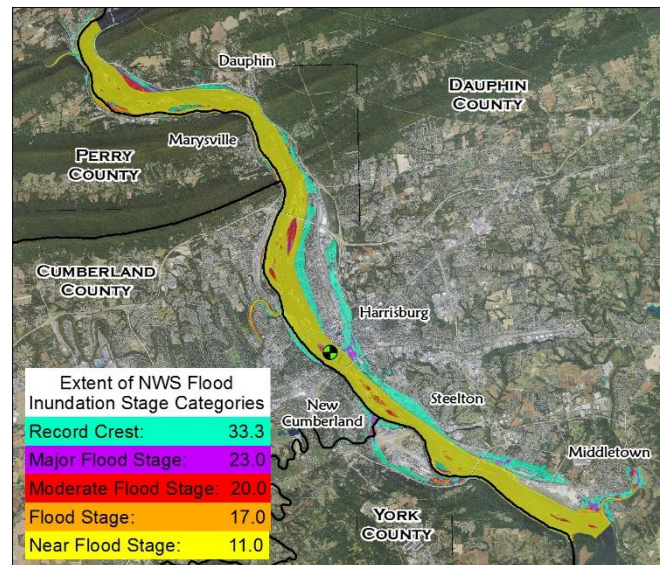 Dauphin
DAUPHIN
COUNTY
Marysville
PERRY
COUNTY
CUMBERLAND
COUNTY
Harrisburg
Extent of NWS Flood
Inundation Stage Categories
Record Crest: 33.3
Major Flood Stage: 23.0
Moderate Flood Stage: 20.0
Flood Stage: 17.0
Near Flood Stage: 11.0
New
Cumberland
Steelton
Middletown
YORK
COUNTY